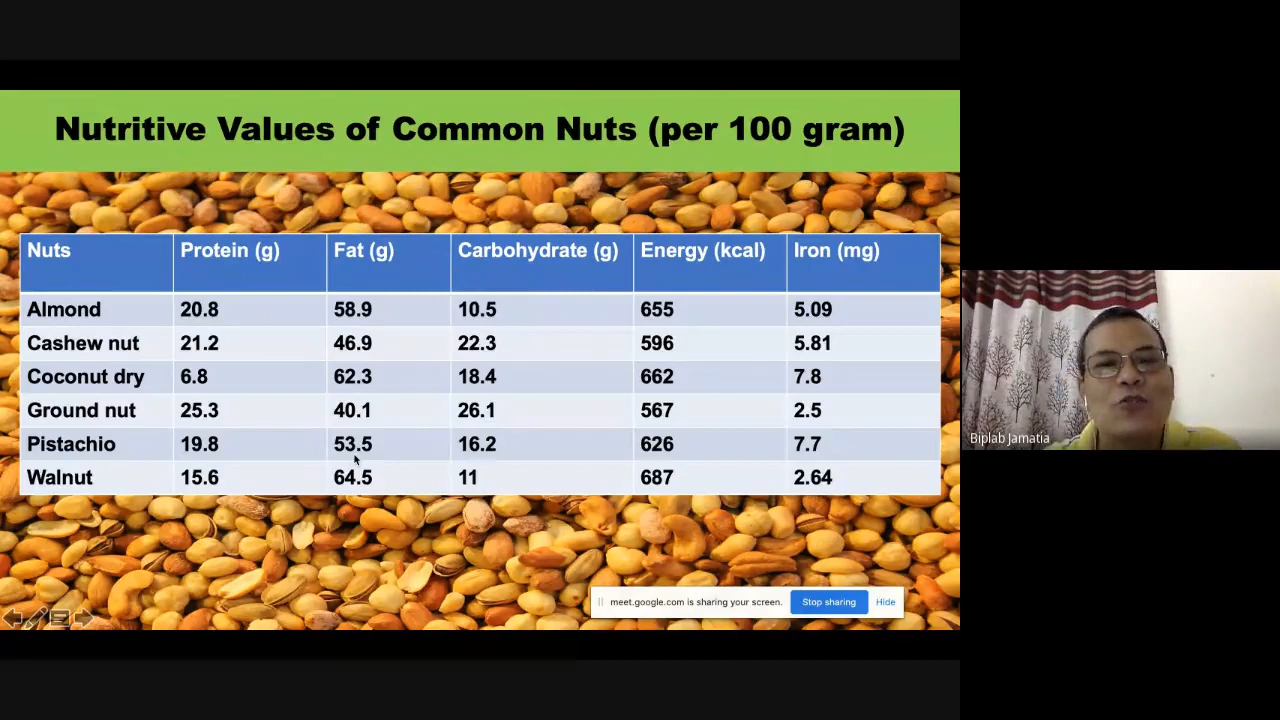 Nutritive Values of Common Nuts (per 100 gram)
Nuts Protein (g) Fat (g) Carbohydrate (g) Energy (kcal) Iron (mg)
Almond 20.8 58.9 10.5 655 5.09
Cashew nut 21.2 46.9 22.3 596 5.81
Coconut dry 6.8 62.3 18.4 662 7.8
Ground nut 25.3 40.1 26.1 567 2.5
Pistachio 19.8 53.5 16.2 626 7.7
Walnut 15.6 64.5 11 687 2.64
Biplab Jamatia
meet.google.com is sharing your screen. Stop sharing Hide